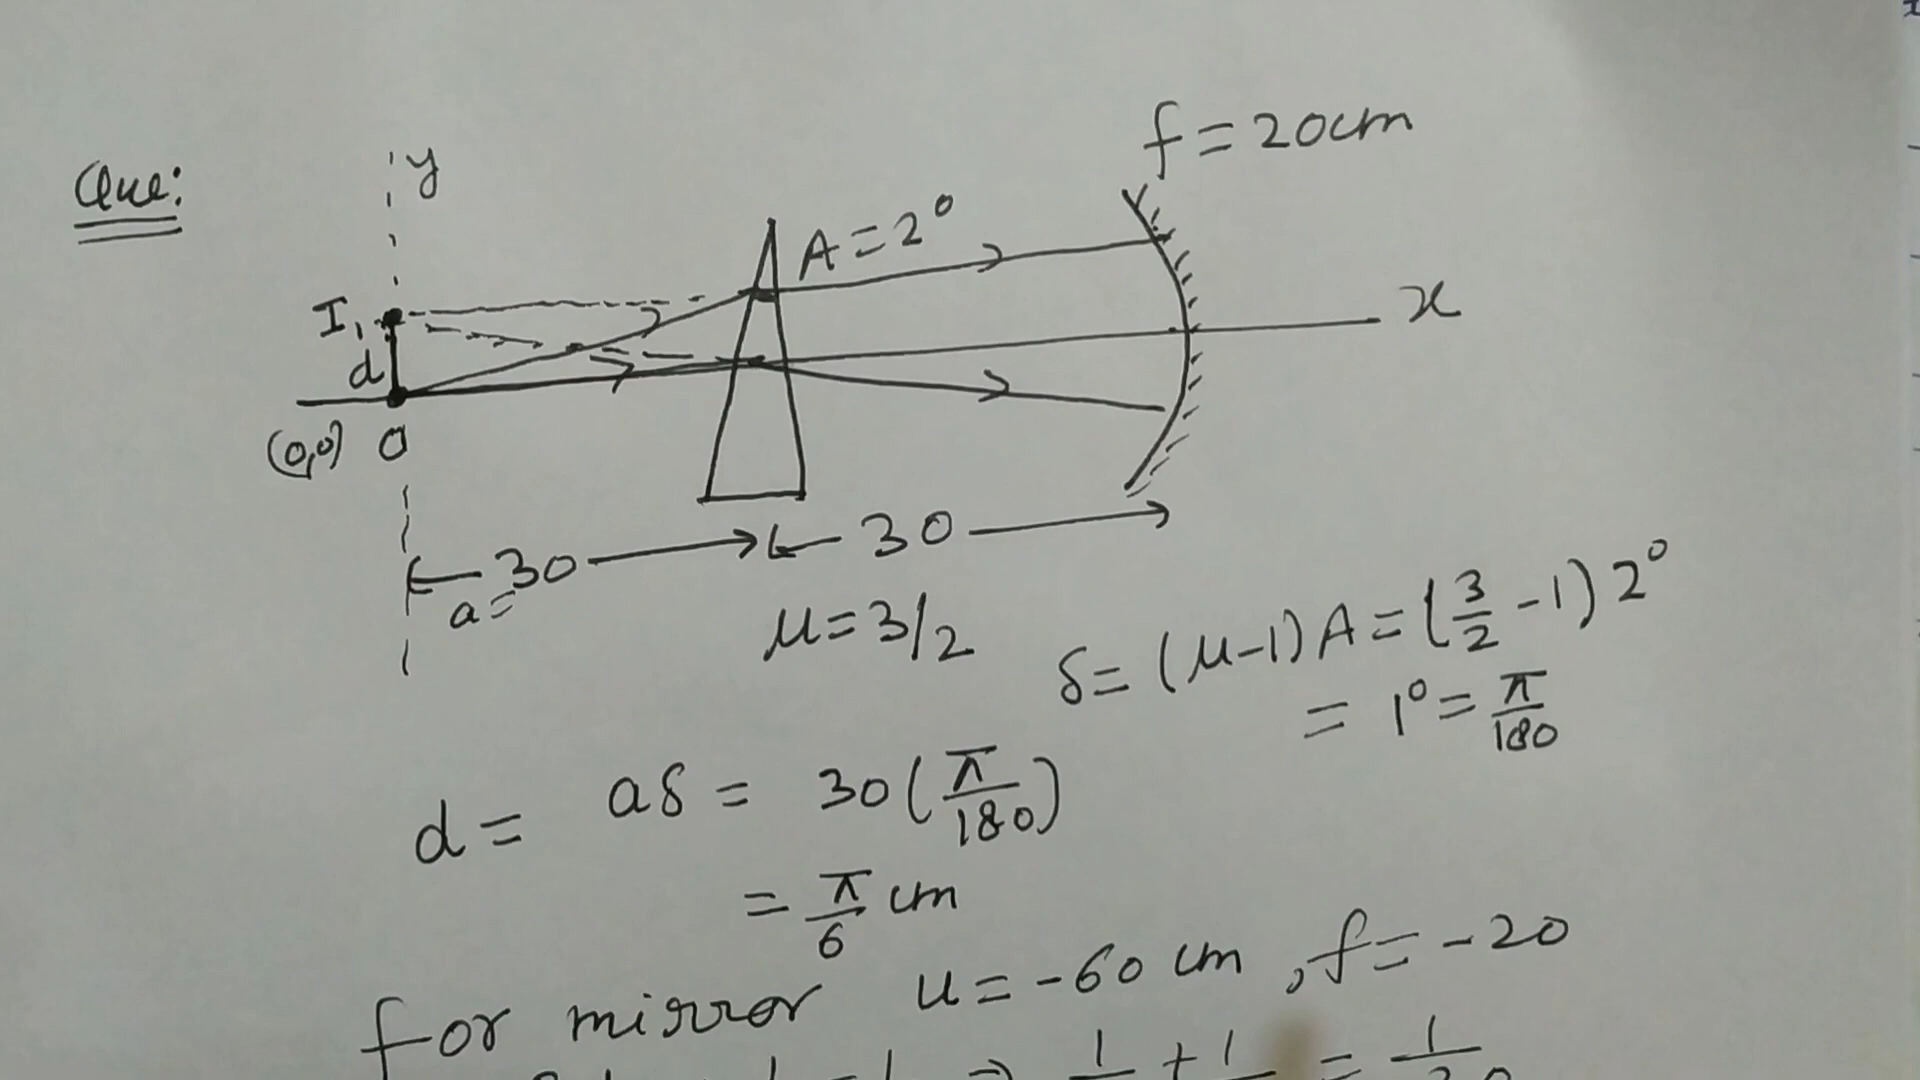 Que:
y
f = 20cm
A = 2°
x
I₁
d
(0,0) O
a = 30
30
μ = 3/2
δ = (μ-1) A = (3/2 - 1) 2°
= 1° = π/180
d = aδ = 30 (π/180)
= π/6 cm
for mirror u = -60 cm , f = -20